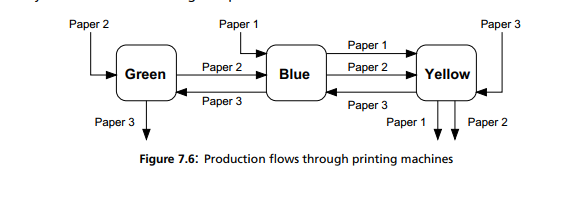 Paper 2
Paper 1
Paper 3
Paper 1
Green
Paper 2
Blue
Paper 2
Yellow
Paper 3
Paper 3
Paper 3
Paper 1
Paper 2
Figure 7.6: Production flows through printing machines